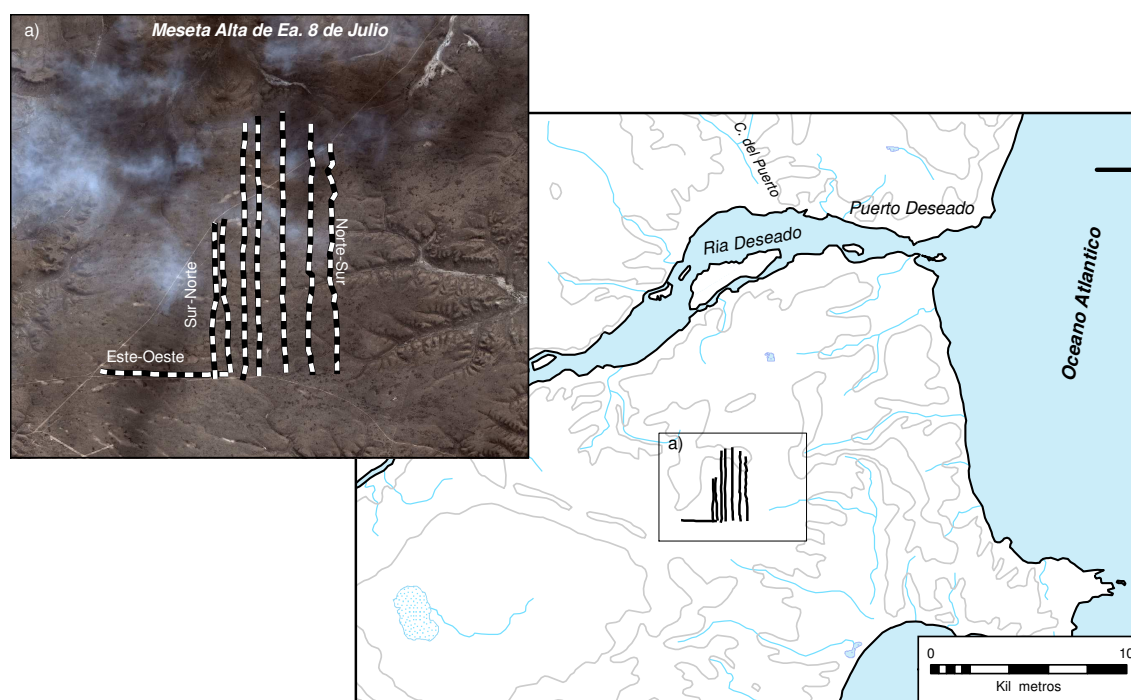 a)
Meseta Alta de Ea. 8 de Julio
Sur-Norte
Norte-Sur
Este-Oeste
C. del Puerto
Puerto Deseado
Ria Deseado
Oceano Atlantico
a)
0
10
Kil metros